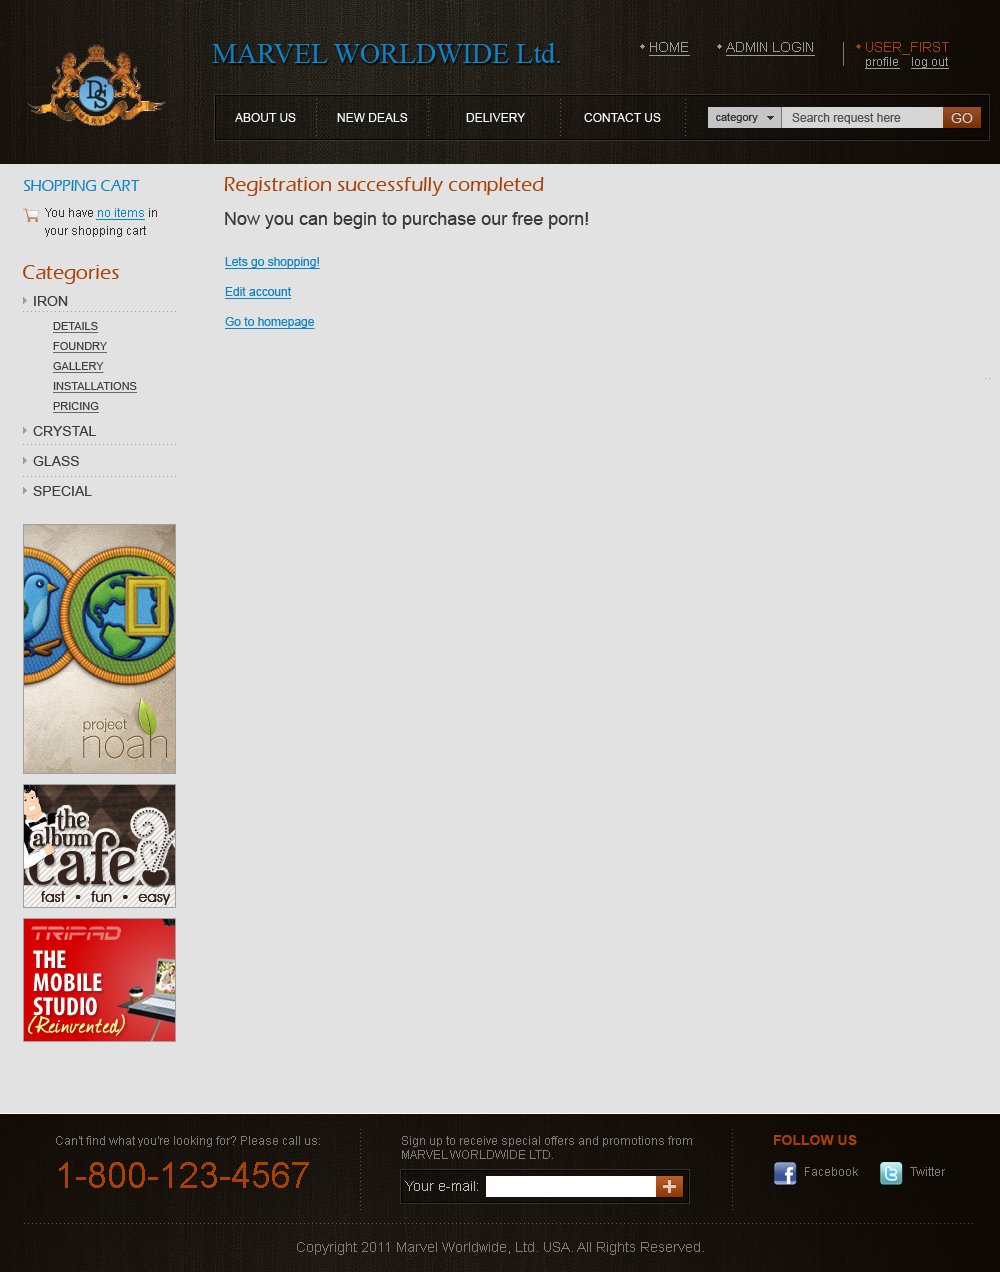 MARVEL WORLDWIDE Ltd.
HOME
ADMIN LOGIN
USER_FIRST
profile log out
DS
MARVEL
ABOUT US
NEW DEALS
DELIVERY
CONTACT US
category
Search request here
GO
SHOPPING CART
You have no items in
your shopping cart
Categories
IRON
DETAILS
FOUNDRY
GALLERY
INSTALLATIONS
PRICING
CRYSTAL
GLASS
SPECIAL
Registration successfully completed
Now you can begin to purchase our free porn!
Lets go shopping!
Edit account
Go to homepage
project
noah
the
album
cafe
fast • fun • easy
TRIPAD
THE
MOBILE
STUDIO
(Reinvented)
Can't find what you're looking for? Please call us:
1-800-123-4567
Sign up to receive special offers and promotions from
MARVEL WORLDWIDE LTD.
Your e-mail:
FOLLOW US
Facebook
Twitter
Copyright 2011 Marvel Worldwide, Ltd. USA. All Rights Reserved.